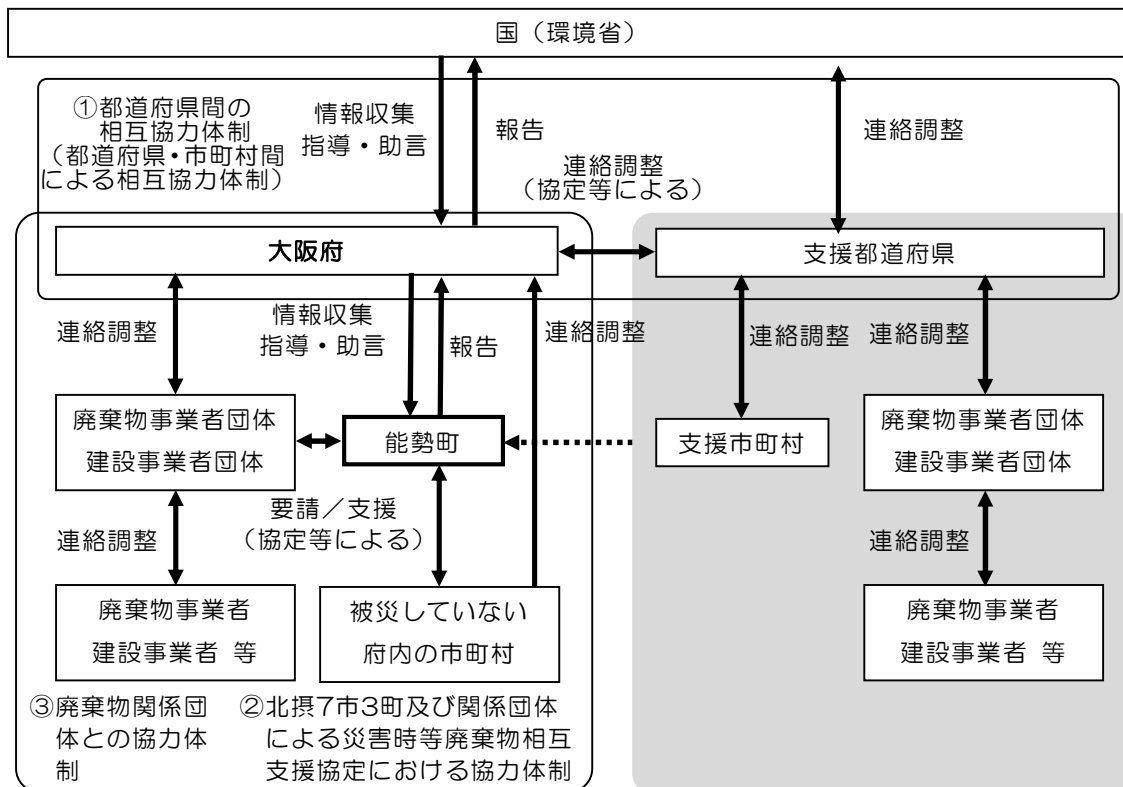 国（環境省）
①都道府県間の
相互協力体制
（都道府県・市町村間
による相互協力体制）
情報収集
指導・助言
報告
連絡調整
（協定等による）
連絡調整
大阪府
支援都道府県
連絡調整
情報収集
指導・助言
報告
連絡調整
連絡調整
連絡調整
廃棄物事業者団体
建設事業者団体
能勢町
支援市町村
廃棄物事業者団体
建設事業者団体
連絡調整
要請／支援
（協定等による）
連絡調整
廃棄物事業者
建設事業者 等
被災していない
府内の市町村
廃棄物事業者
建設事業者 等
③廃棄物関係団
体との協力体
制
②北摂7市3町及び関係団体
による災害時等廃棄物相互
支援協定における協力体制